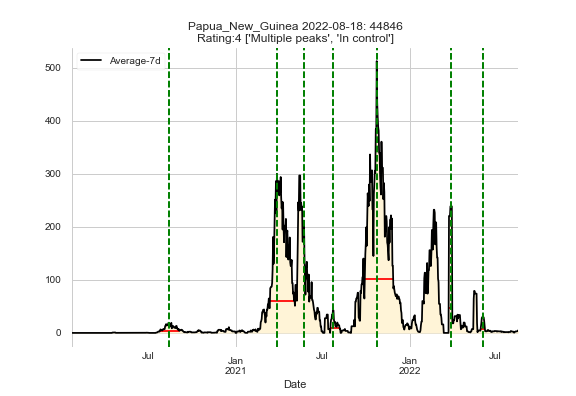 Papua_New_Guinea 2022-08-18: 44846
Rating:4 ['Multiple peaks', 'In control']
Average-7d
500
400
300
200
100
0
Jul
Jan
2021
Jul
Jan
2022
Jul
Date